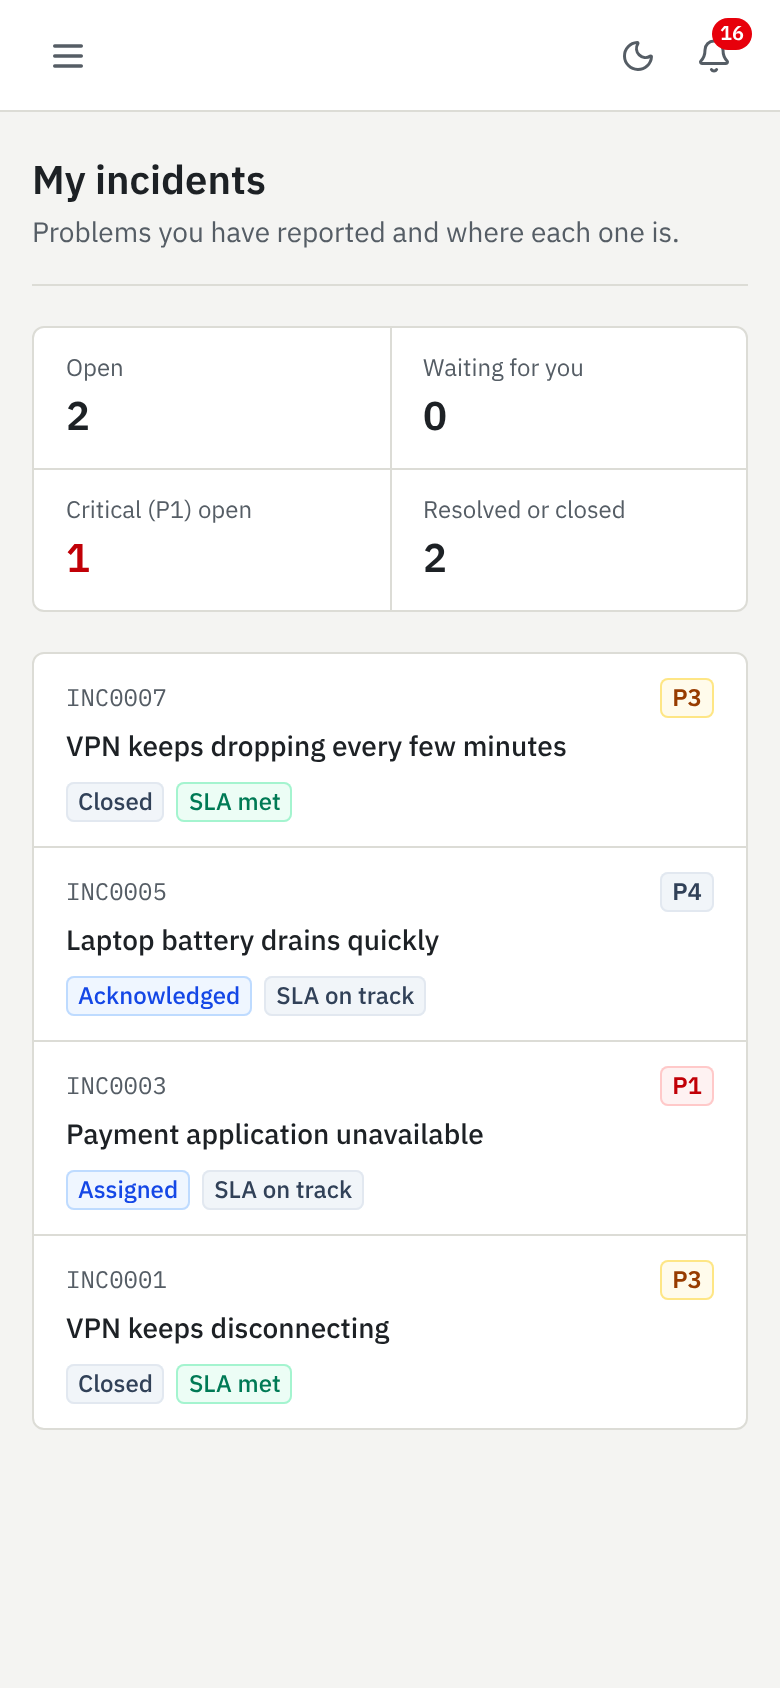 16
My incidents
Problems you have reported and where each one is.
Open
2
Waiting for you
0
Critical (P1) open
1
Resolved or closed
2
INC0007
P3
VPN keeps dropping every few minutes
Closed
SLA met
INC0005
P4
Laptop battery drains quickly
Acknowledged
SLA on track
INC0003
P1
Payment application unavailable
Assigned
SLA on track
INC0001
P3
VPN keeps disconnecting
Closed
SLA met